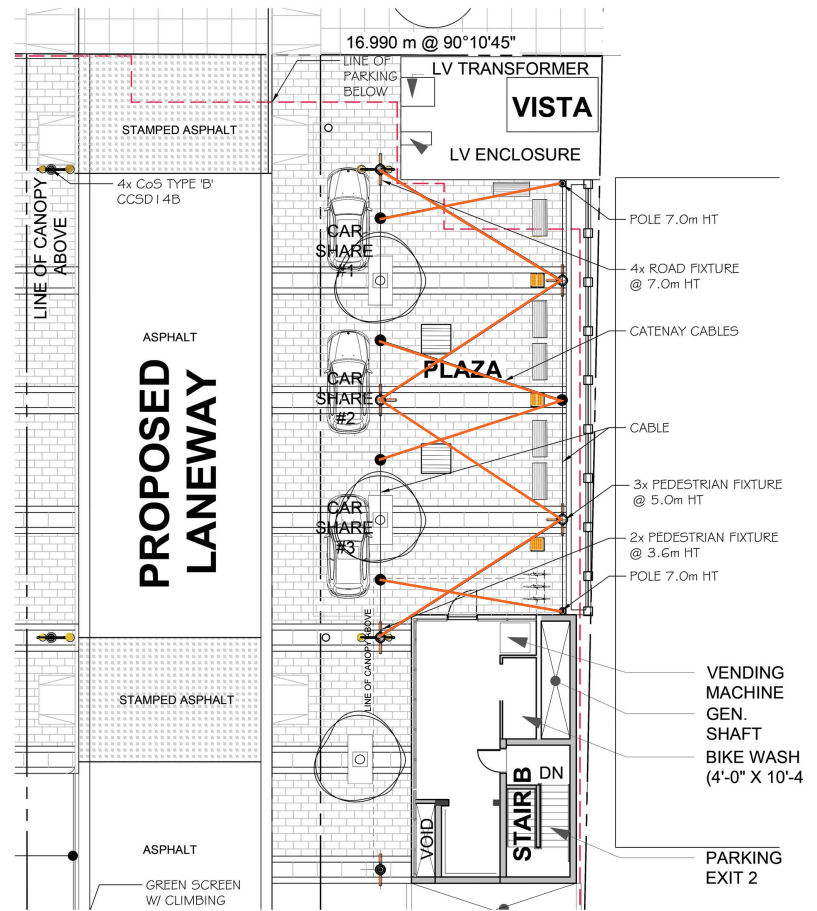 16.990 m @ 90°10'45"
LINE OF
PARKING
BELOW
LV TRANSFORMER
VISTA
LV ENCLOSURE
STAMPED ASPHALT
4x CoS TYPE 'B'
CCSD14B
LINE OF CANOPY
ABOVE
CAR
SHARE
#1
POLE 7.0m HT
4x ROAD FIXTURE
@ 7.0m HT
ASPHALT
CATENAY CABLES
PROPOSED
LANEWAY
PLAZA
CAR
SHARE
#2
CABLE
CAR
SHARE
#3
3x PEDESTRIAN FIXTURE
@ 5.0m HT
2x PEDESTRIAN FIXTURE
@ 3.6m HT
POLE 7.0m HT
LINE OF CANOPY ABOVE
STAMPED ASPHALT
VENDING
MACHINE
GEN.
SHAFT
BIKE WASH
(4'-0" X 10'-4
DN
STAIR B
VOID
ASPHALT
PARKING
EXIT 2
GREEN SCREEN
W/ CLIMBING